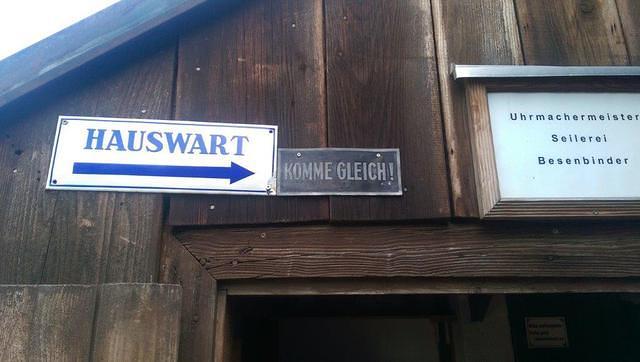 HAUSWART
KOMME GLEICH!
Uhrmachermeister
Seilerei
Besenbinder